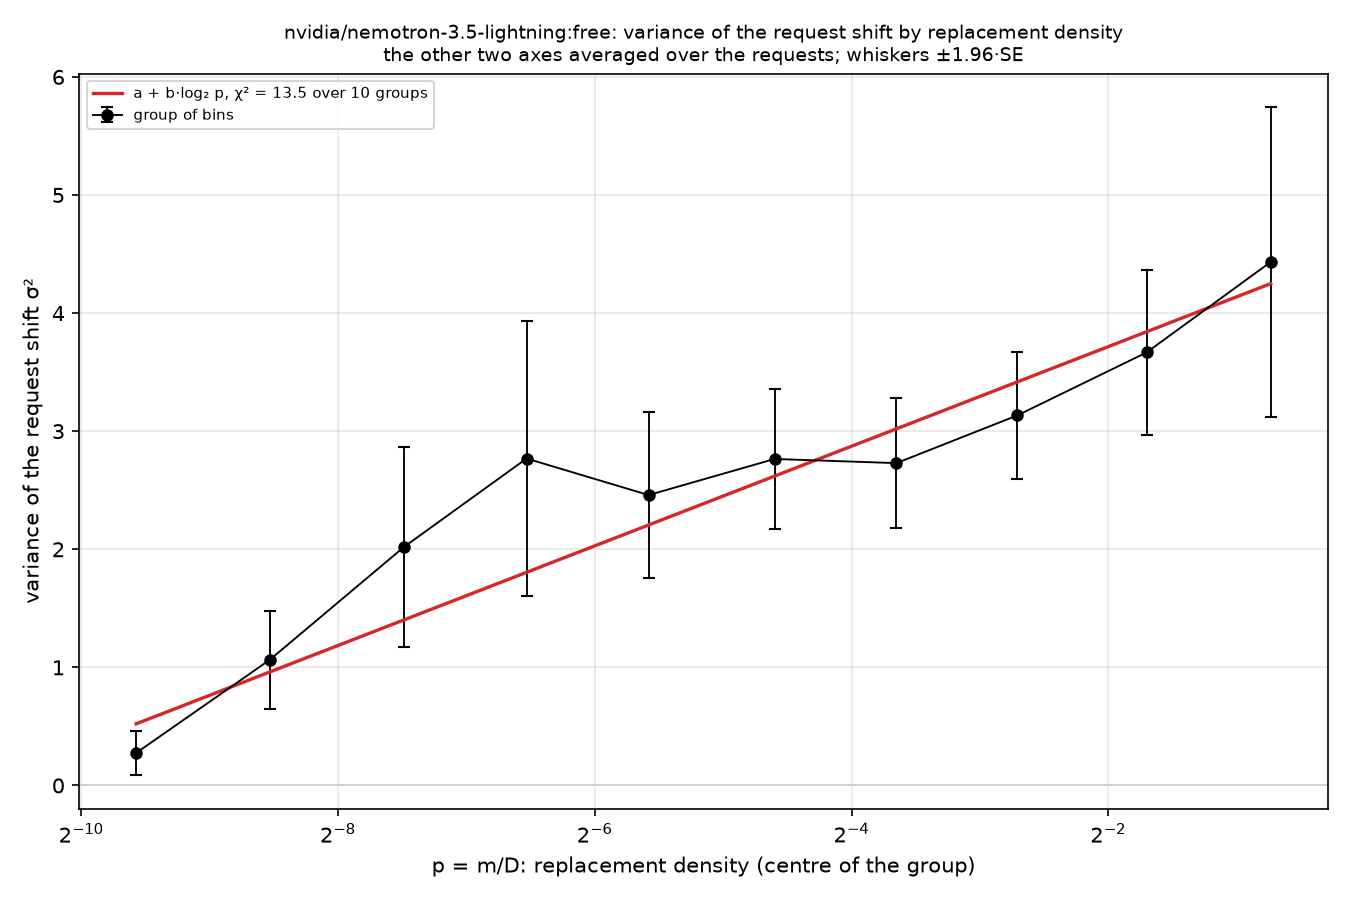 nvidia/nemotron-3.5-lightning:free: variance of the request shift by replacement density
the other two axes averaged over the requests; whiskers ±1.96·SE
a + b·log₂ p, χ² = 13.5 over 10 groups
group of bins
variance of the request shift σ²
6
5
4
3
2
1
0
2⁻¹⁰
2⁻⁸
2⁻⁶
2⁻⁴
2⁻²
p = m/D: replacement density (centre of the group)